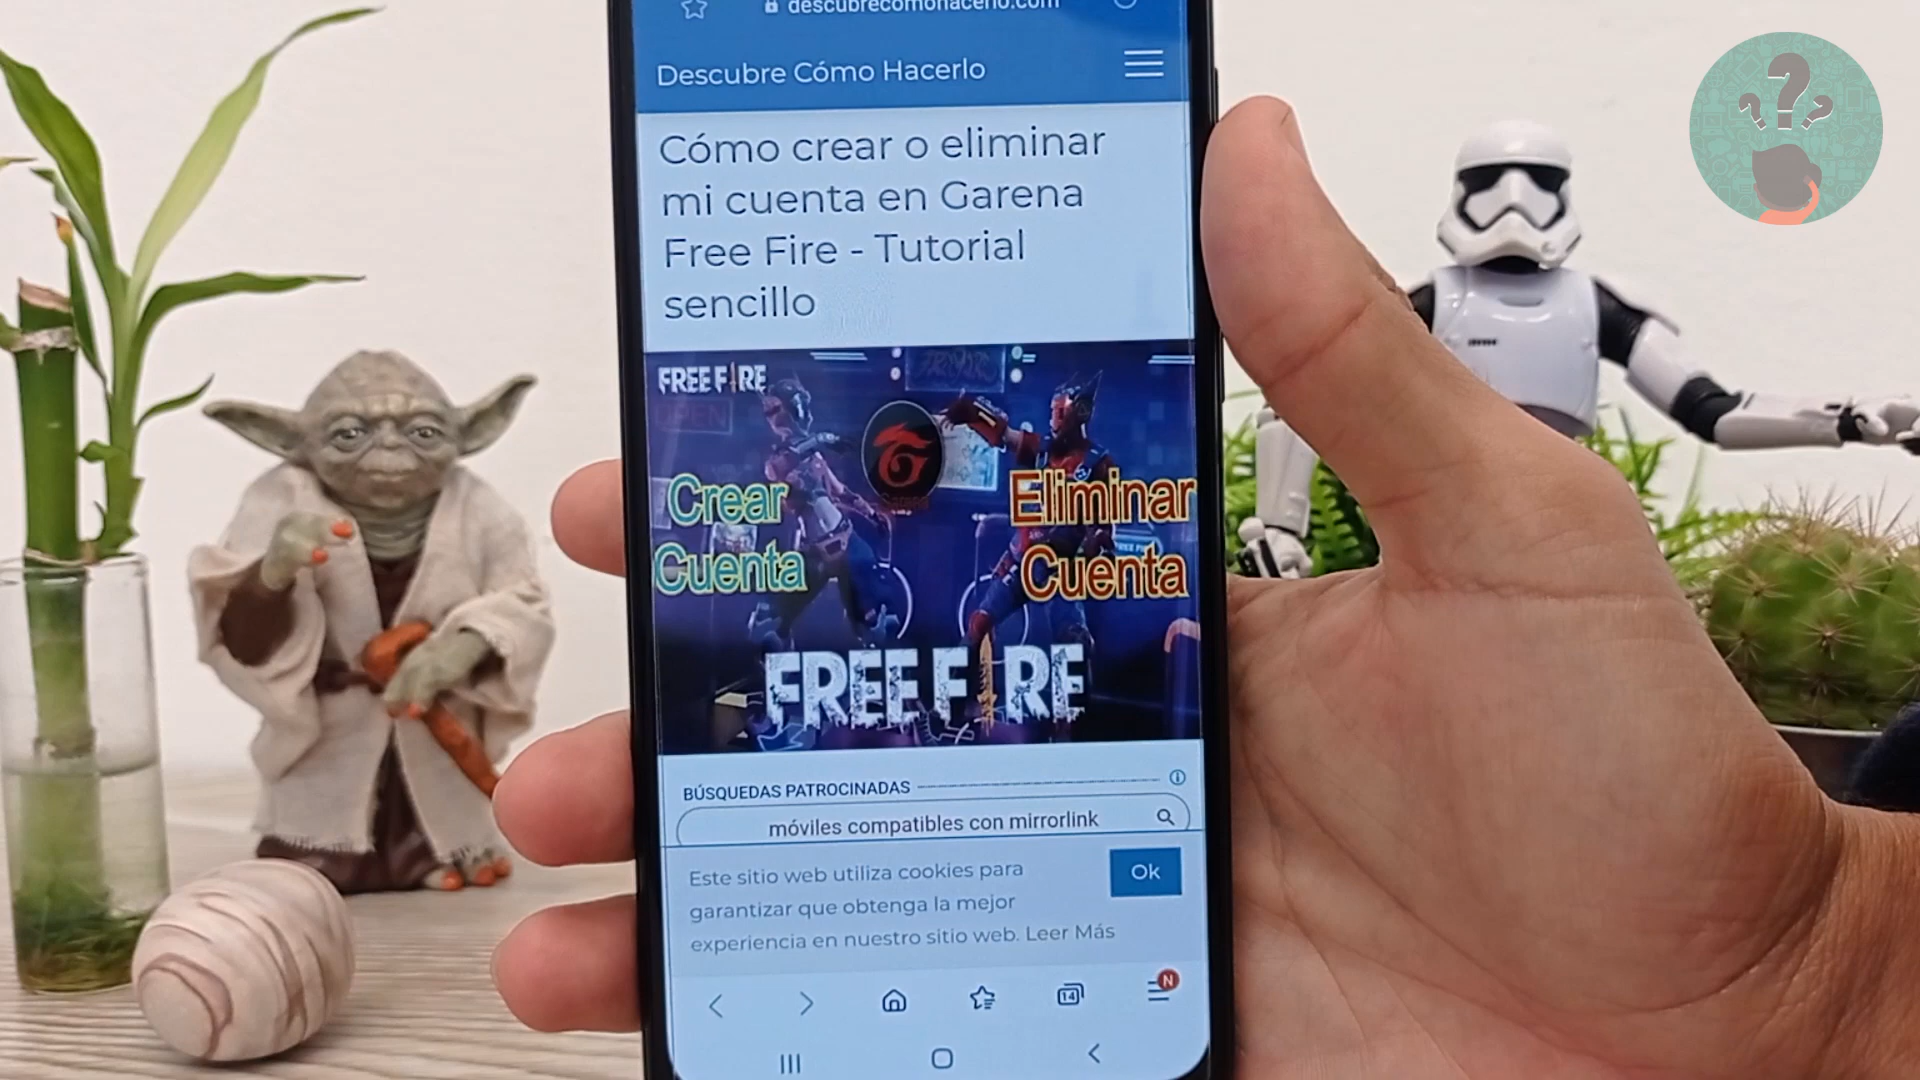 descubrecomohacerlo.com
Descubre Cómo Hacerlo
Cómo crear o eliminar
mi cuenta en Garena
Free Fire - Tutorial
sencillo
FREE FIRE
Crear
Cuenta
Eliminar
Cuenta
FREE FIRE
BÚSQUEDAS PATROCINADAS
móviles compatibles con mirrorlink
Este sitio web utiliza cookies para
garantizar que obtenga la mejor
experiencia en nuestro sitio web. Leer Más
Ok
14
N